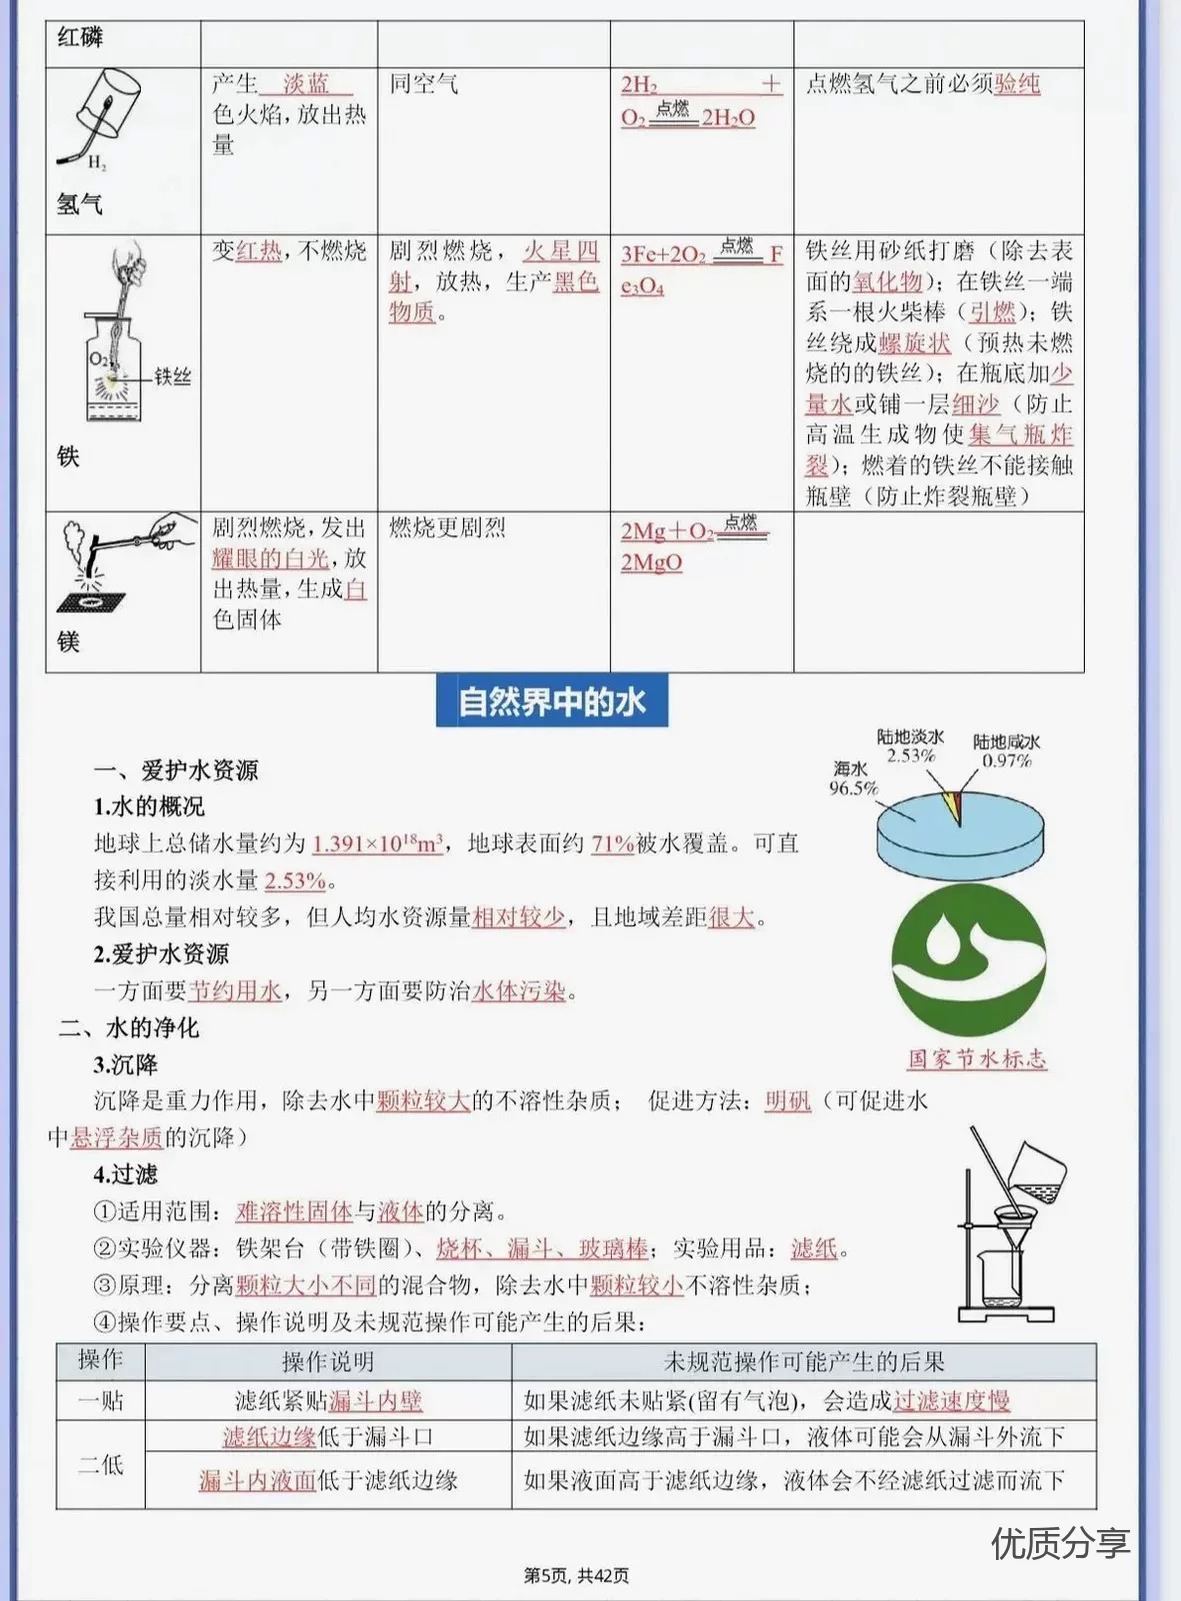 红磷
H₂
氢气
产生 淡蓝
色火焰，放出热
量
同空气
2H₂ ＋
O₂ 点燃 2H₂O
点燃氢气之前必须验纯
O₂
铁丝
铁
变红热，不燃烧
剧烈燃烧，火星四
射，放热，生产黑色
物质。
3Fe+2O₂ 点燃 F
e₃O₄
铁丝用砂纸打磨（除去表
面的氧化物）；在铁丝一端
系一根火柴棒（引燃）；铁
丝绕成螺旋状（预热未燃
烧的的铁丝）；在瓶底加少
量水或铺一层细沙（防止
高温生成物使集气瓶炸
裂）；燃着的铁丝不能接触
瓶壁（防止炸裂瓶壁）
镁
剧烈燃烧，发出
耀眼的白光，放
出热量，生成白
色固体
燃烧更剧烈
2Mg＋O₂ 点燃
2MgO
自然界中的水
陆地淡水
2.53%
陆地咸水
0.97%
海水
96.5%
一、爱护水资源
1.水的概况
地球上总储水量约为 1.391×10¹⁸m³，地球表面约 71%被水覆盖。可直
接利用的淡水量 2.53%。
我国总量相对较多，但人均水资源量相对较少，且地域差距很大。
2.爱护水资源
一方面要节约用水，另一方面要防治水体污染。
国家节水标志
二、水的净化
3.沉降
沉降是重力作用，除去水中颗粒较大的不溶性杂质； 促进方法：明矾（可促进水
中悬浮杂质的沉降）
4.过滤
①适用范围：难溶性固体与液体的分离。
②实验仪器：铁架台（带铁圈）、烧杯、漏斗、玻璃棒；实验用品：滤纸。
③原理：分离颗粒大小不同的混合物，除去水中颗粒较小不溶性杂质；
④操作要点、操作说明及未规范操作可能产生的后果：
操作 操作说明 未规范操作可能产生的后果
一贴 滤纸紧贴漏斗内壁 如果滤纸未贴紧(留有气泡)，会造成过滤速度慢
二低 滤纸边缘低于漏斗口 如果滤纸边缘高于漏斗口，液体可能会从漏斗外流下
漏斗内液面低于滤纸边缘 如果液面高于滤纸边缘，液体会不经滤纸过滤而流下
优质分享
第5页, 共42页